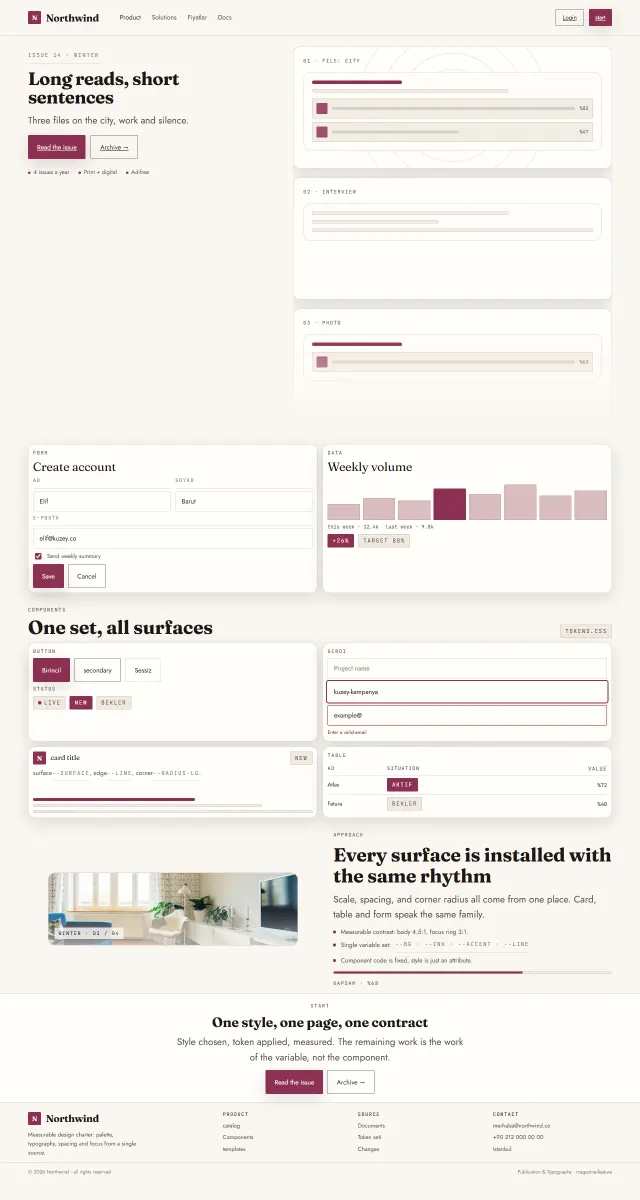 N Northwind Product Solutions Fiyatlar Docs Login start
ISSUE 14 · WINTER
Long reads, short
sentences
Three files on the city, work and silence.
Read the issue Archive →
4 issues a year Print + digital Ad-free
01 · FILE: CITY
%82
%47
02 · INTERVIEW
03 · PHOTO
%63
FORM
Create account
AD SOYAD
Elif Barut
E-POSTA
elif@kuzey.co
Send weekly summary
Save Cancel
DATA
Weekly volume
this week · 12.4k last week · 9.8k
+26% TARGET 80%
COMPONENTS
One set, all surfaces
TOKENS.CSS
BUTTON
Birincil secondary Sessiz
STATUS
LIVE NEW BEKLER
BIRDI
Project name
kuzey-kampanya
example@
Enter a valid email
N card title NEW
surface --SURFACE, edge --LINE, corner --RADIUS-LG.
TABLE
AD SITUATION VALUE
Atlas AKTIF %72
Fatura BEKLER %40
WINTER · 01 / 04
APPROACH
Every surface is installed with
the same rhythm
Scale, spacing, and corner radius all come from one place. Card,
table and form speak the same family.
Measurable contrast: body 4.5:1, focus ring 3:1.
Single variable set: --BG · --INK · --ACCENT · --LINE .
Component code is fixed, style is just an attribute.
KAPSAM · %68
START
One style, one page, one contract
Style chosen, token applied, measured. The remaining work is the work
of the variable, not the component.
Read the issue Archive →
N Northwind
Measurable design charter: palette,
typography, spacing and focus from a single
source.
PRODUCT
catalog
Components
templates
SOURCE
Documents
Token seti
Changes
CONTACT
merhaba@northwind.co
+90 212 000 00 00
Istanbul
© 2026 Northwind · all rights reserved
Publication & Typography · magazine/feature